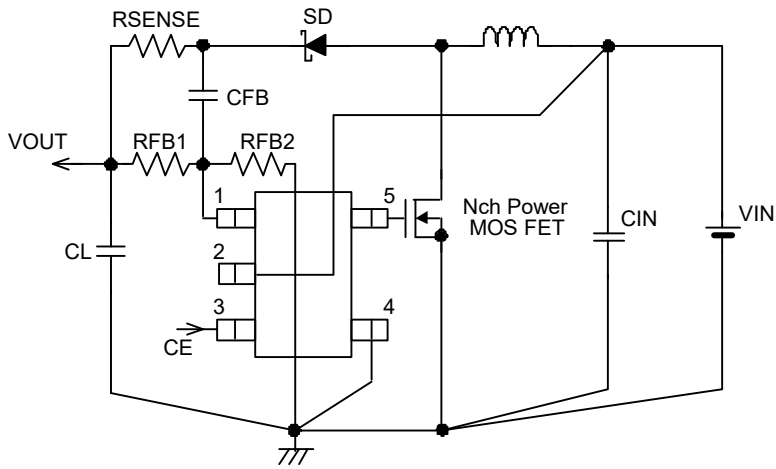 RSENSE
SD
CFB
VOUT
RFB1
RFB2
1
5
Nch Power
MOS FET
CIN
VIN
CL
2
3
4
CE